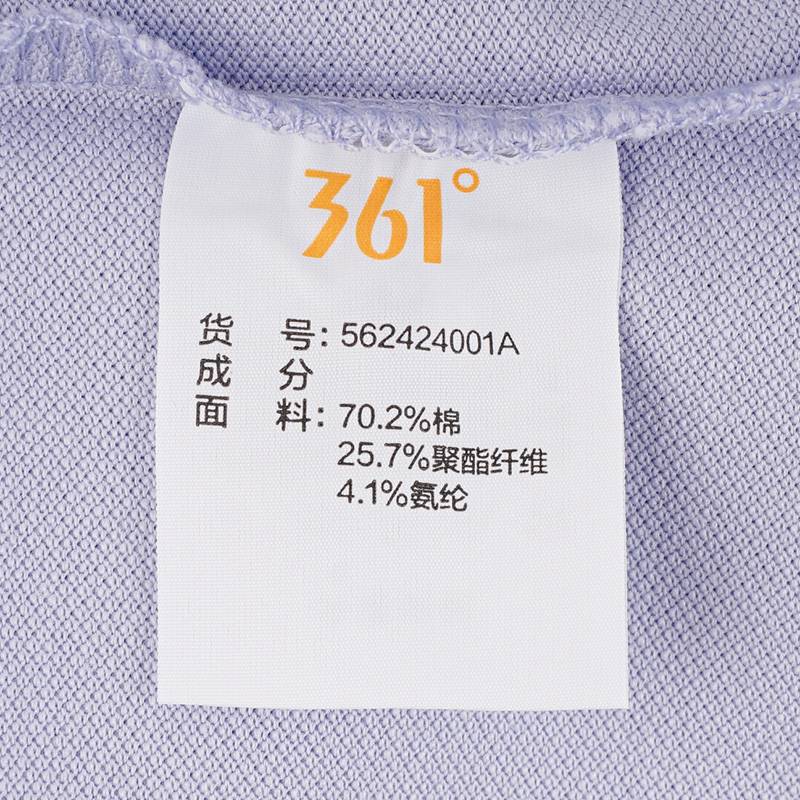 361°
货 号: 562424001A
成 分
面 料: 70.2%棉
25.7%聚酯纤维
4.1%氨纶